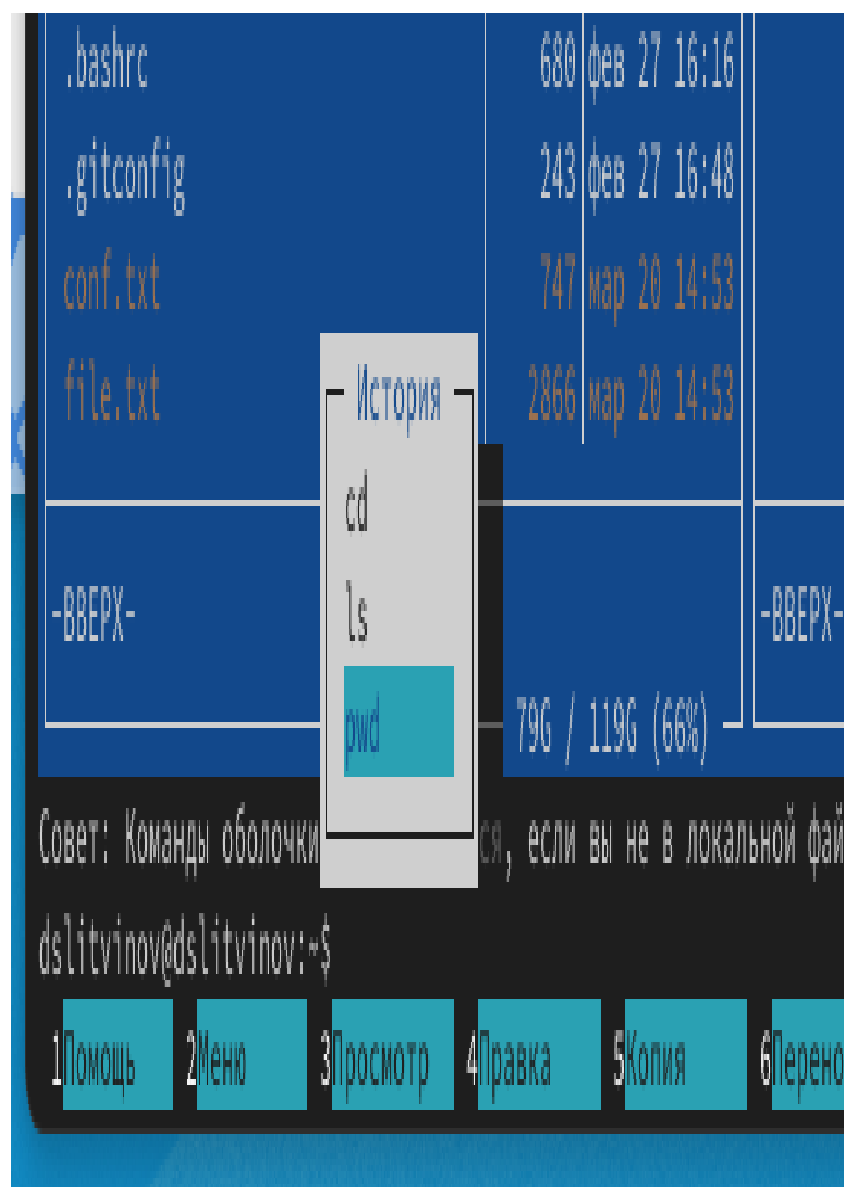 .bashrc 680 фев 27 16:16
.gitconfig 243 фев 27 16:48
conf.txt 747 мар 20 14:53
file.txt 2866 мар 20 14:53
История
cd
ls
pwd
-ВВЕРХ- -ВВЕРХ-
79G / 119G (66%)
Совет: Команды оболочки ся, если вы не в локальной фай
dslitvinov@dslitvinov:~$
1Помощь 2Меню 3Просмотр 4Правка 5Копия 6Перено